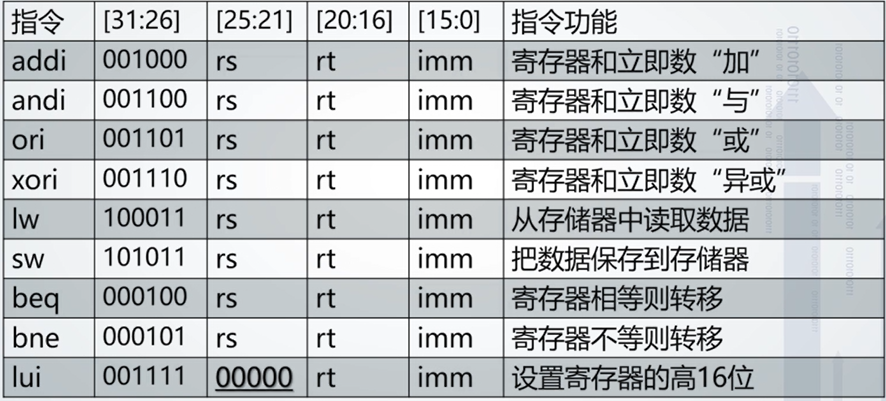 指令 [31:26] [25:21] [20:16] [15:0] 指令功能
addi 001000 rs rt imm 寄存器和立即数“加”
andi 001100 rs rt imm 寄存器和立即数“与”
ori 001101 rs rt imm 寄存器和立即数“或”
xori 001110 rs rt imm 寄存器和立即数“异或”
lw 100011 rs rt imm 从存储器中读取数据
sw 101011 rs rt imm 把数据保存到存储器
beq 000100 rs rt imm 寄存器相等则转移
bne 000101 rs rt imm 寄存器不等则转移
lui 001111 00000 rt imm 设置寄存器的高16位